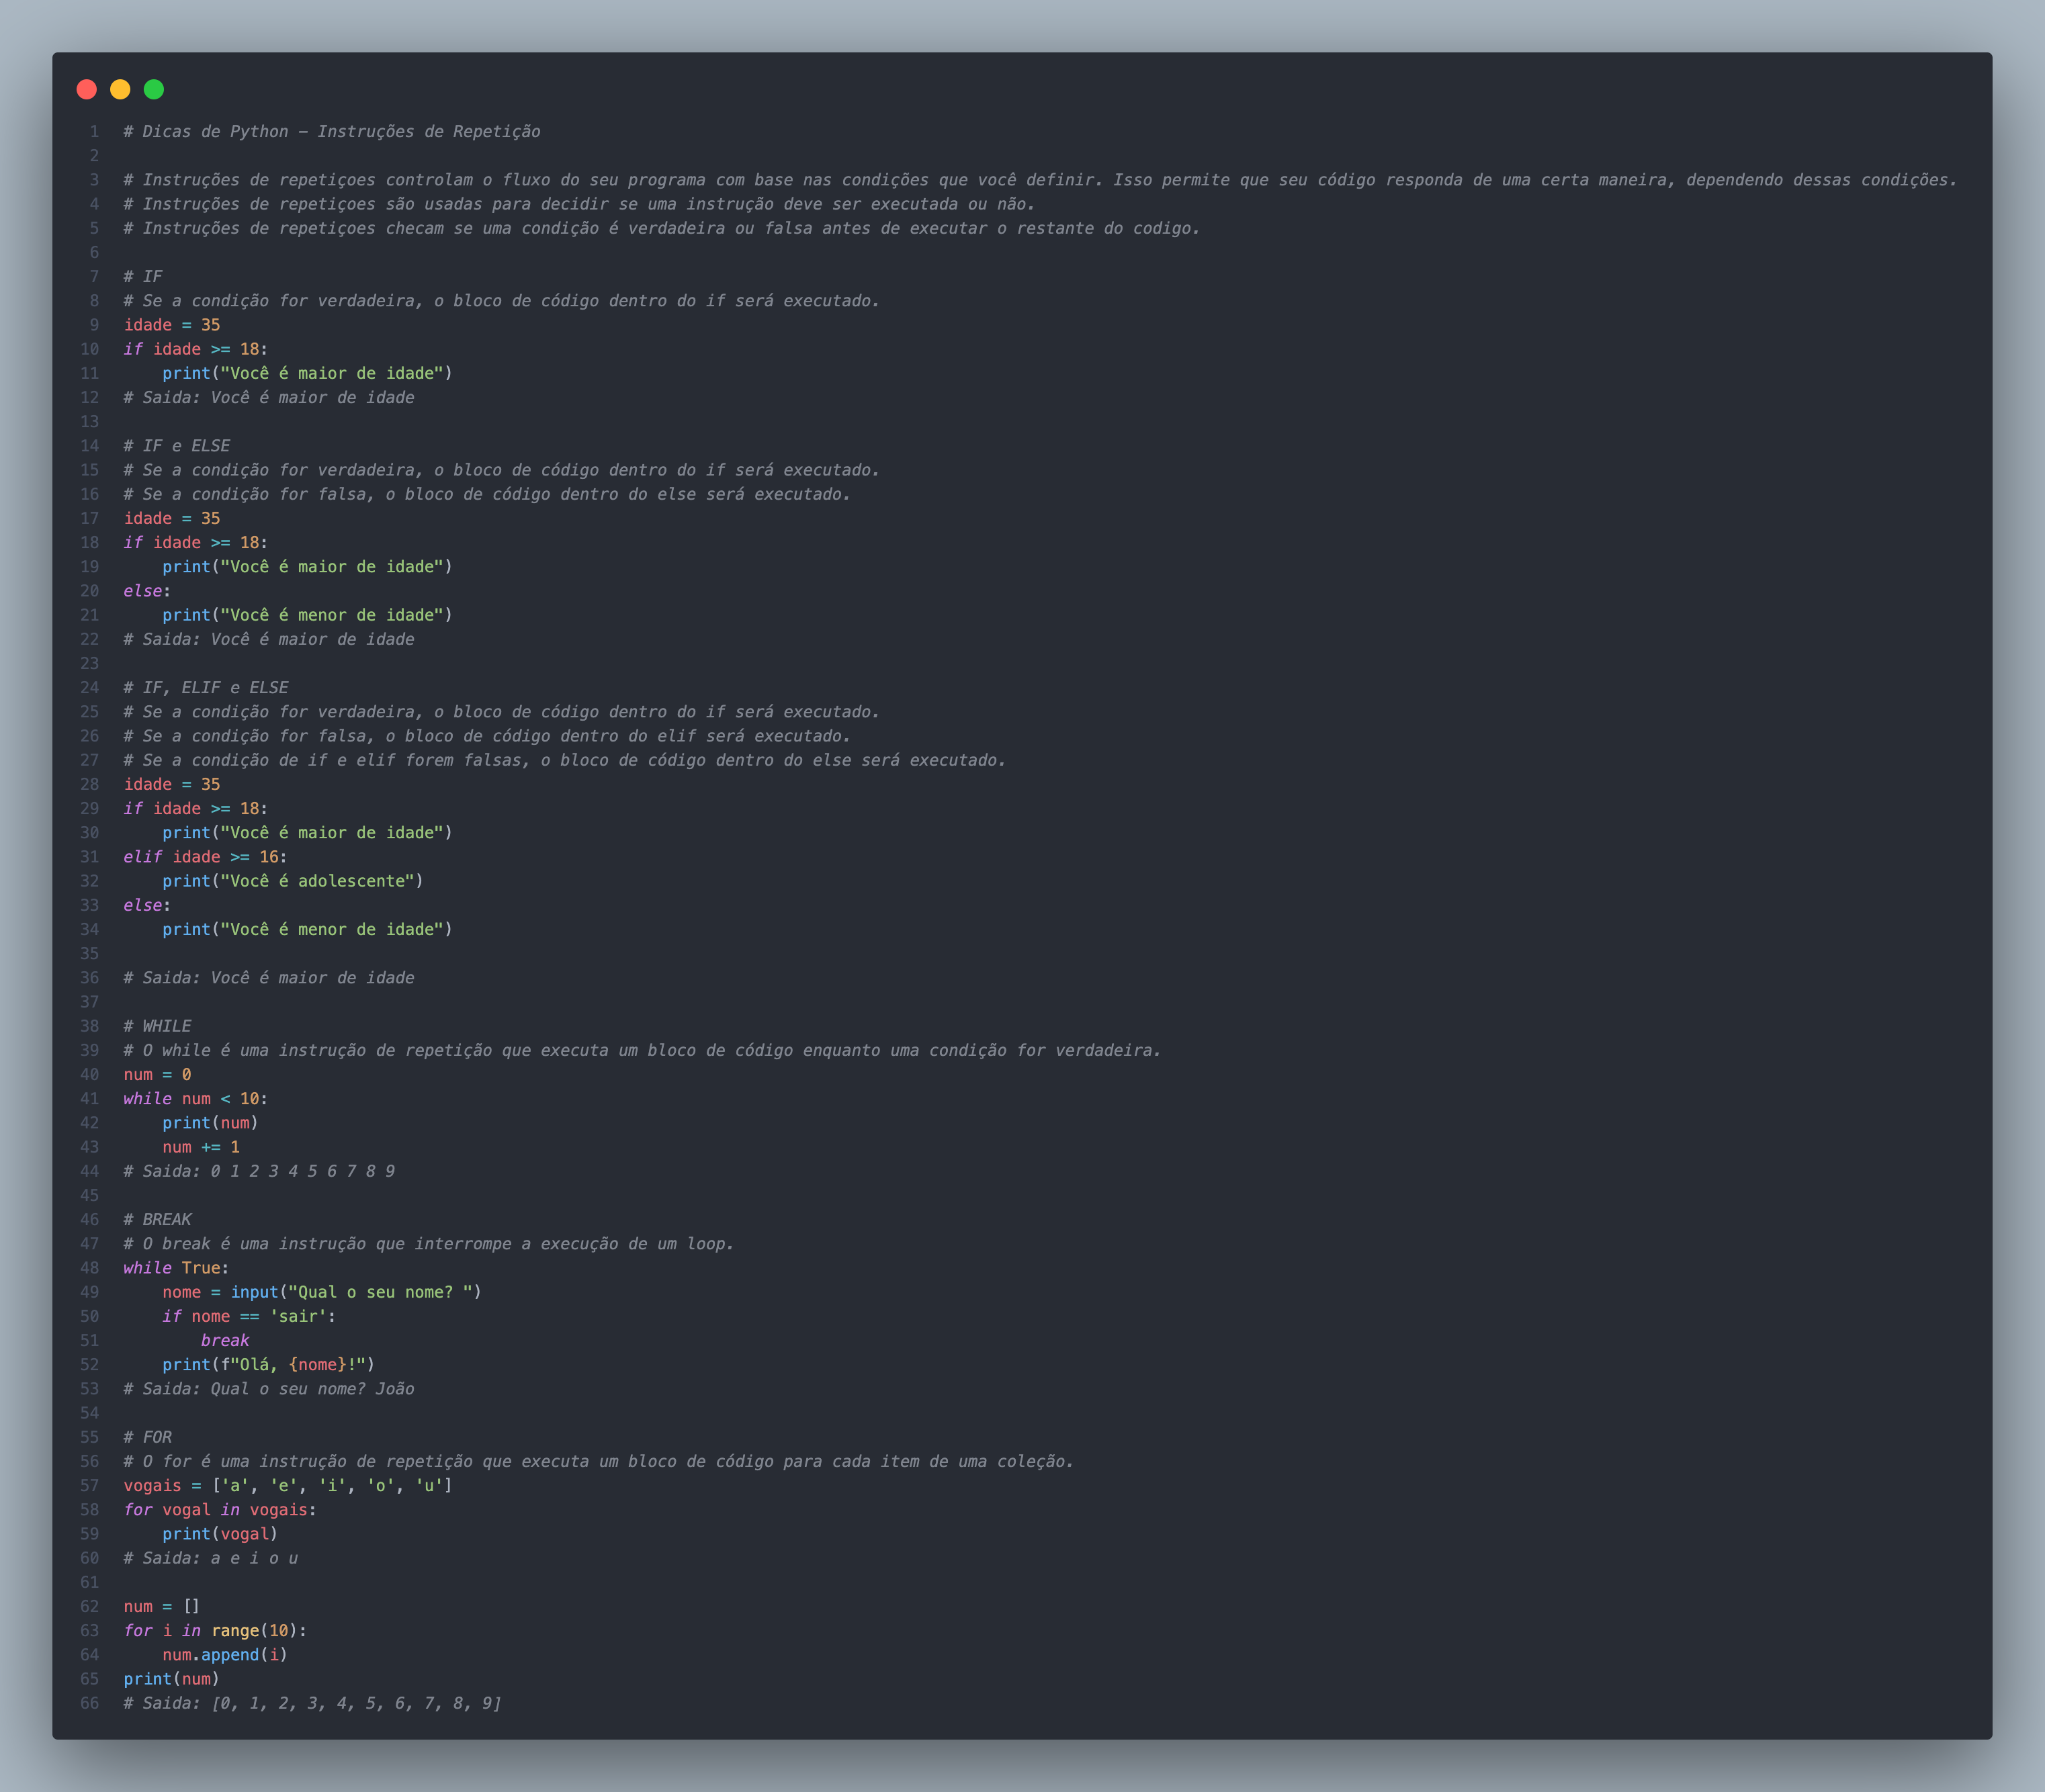 1 # Dicas de Python – Instruções de Repetição
2
3 # Instruções de repetiçoes controlam o fluxo do seu programa com base nas condições que você definir. Isso permite que seu código responda de uma certa maneira, dependendo dessas condições.
4 # Instruções de repetiçoes são usadas para decidir se uma instrução deve ser executada ou não.
5 # Instruções de repetiçoes checam se uma condição é verdadeira ou falsa antes de executar o restante do codigo.
6
7 # IF
8 # Se a condição for verdadeira, o bloco de código dentro do if será executado.
9 idade = 35
10 if idade >= 18:
11     print("Você é maior de idade")
12 # Saida: Você é maior de idade
13
14 # IF e ELSE
15 # Se a condição for verdadeira, o bloco de código dentro do if será executado.
16 # Se a condição for falsa, o bloco de código dentro do else será executado.
17 idade = 35
18 if idade >= 18:
19     print("Você é maior de idade")
20 else:
21     print("Você é menor de idade")
22 # Saida: Você é maior de idade
23
24 # IF, ELIF e ELSE
25 # Se a condição for verdadeira, o bloco de código dentro do if será executado.
26 # Se a condição for falsa, o bloco de código dentro do elif será executado.
27 # Se a condição de if e elif forem falsas, o bloco de código dentro do else será executado.
28 idade = 35
29 if idade >= 18:
30     print("Você é maior de idade")
31 elif idade >= 16:
32     print("Você é adolescente")
33 else:
34     print("Você é menor de idade")
35
36 # Saida: Você é maior de idade
37
38 # WHILE
39 # O while é uma instrução de repetição que executa um bloco de código enquanto uma condição for verdadeira.
40 num = 0
41 while num < 10:
42     print(num)
43     num += 1
44 # Saida: 0 1 2 3 4 5 6 7 8 9
45
46 # BREAK
47 # O break é uma instrução que interrompe a execução de um loop.
48 while True:
49     nome = input("Qual o seu nome? ")
50     if nome == 'sair':
51         break
52     print(f"Olá, {nome}!")
53 # Saida: Qual o seu nome? João
54
55 # FOR
56 # O for é uma instrução de repetição que executa um bloco de código para cada item de uma coleção.
57 vogais = ['a', 'e', 'i', 'o', 'u']
58 for vogal in vogais:
59     print(vogal)
60 # Saida: a e i o u
61
62 num = []
63 for i in range(10):
64     num.append(i)
65 print(num)
66 # Saida: [0, 1, 2, 3, 4, 5, 6, 7, 8, 9]